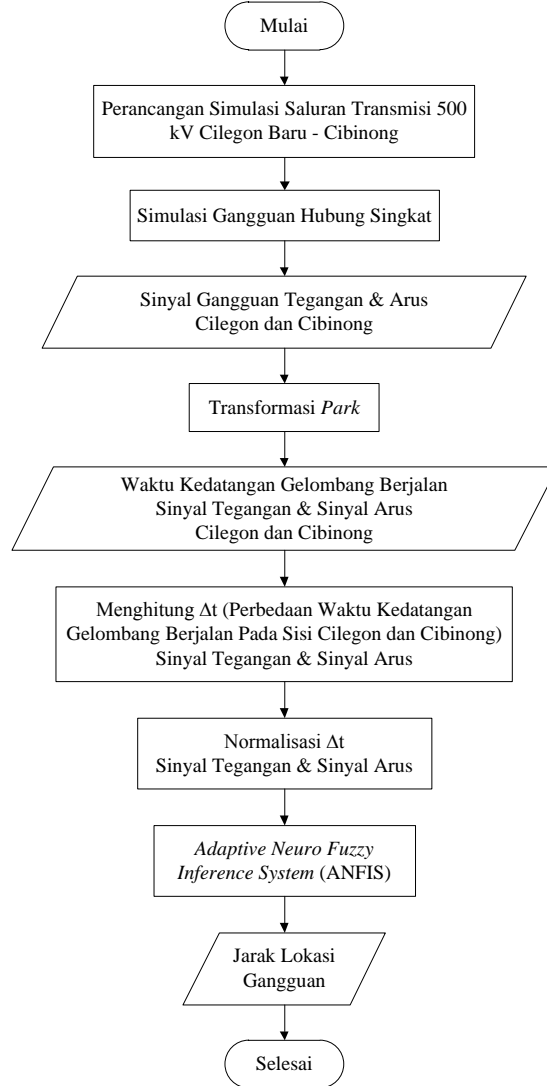 Mulai
Perancangan Simulasi Saluran Transmisi 500
kV Cilegon Baru - Cibinong
Simulasi Gangguan Hubung Singkat
Sinyal Gangguan Tegangan & Arus
Cilegon dan Cibinong
Transformasi Park
Waktu Kedatangan Gelombang Berjalan
Sinyal Tegangan & Sinyal Arus
Cilegon dan Cibinong
Menghitung Δt (Perbedaan Waktu Kedatangan
Gelombang Berjalan Pada Sisi Cilegon dan Cibinong)
Sinyal Tegangan & Sinyal Arus
Normalisasi Δt
Sinyal Tegangan & Sinyal Arus
Adaptive Neuro Fuzzy
Inference System (ANFIS)
Jarak Lokasi
Gangguan
Selesai